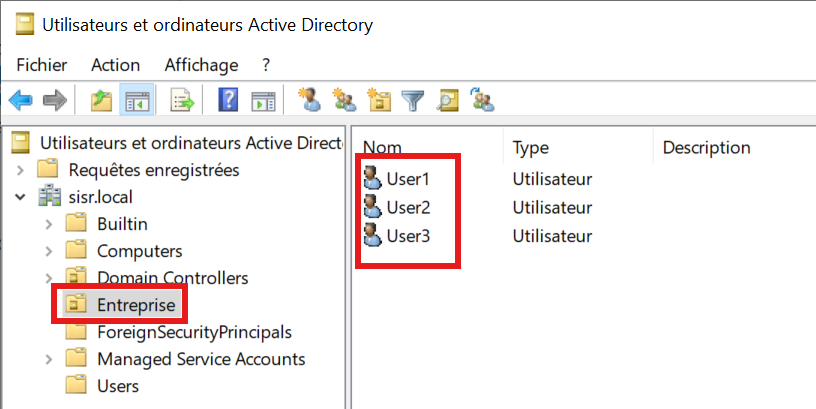 Utilisateurs et ordinateurs Active Directory
Fichier Action Affichage ?
Utilisateurs et ordinateurs Active Direct
Requêtes enregistrées
sisr.local
Builtin
Computers
Domain Controllers
Entreprise
ForeignSecurityPrincipals
Managed Service Accounts
Users
Nom Type Description
User1 Utilisateur
User2 Utilisateur
User3 Utilisateur